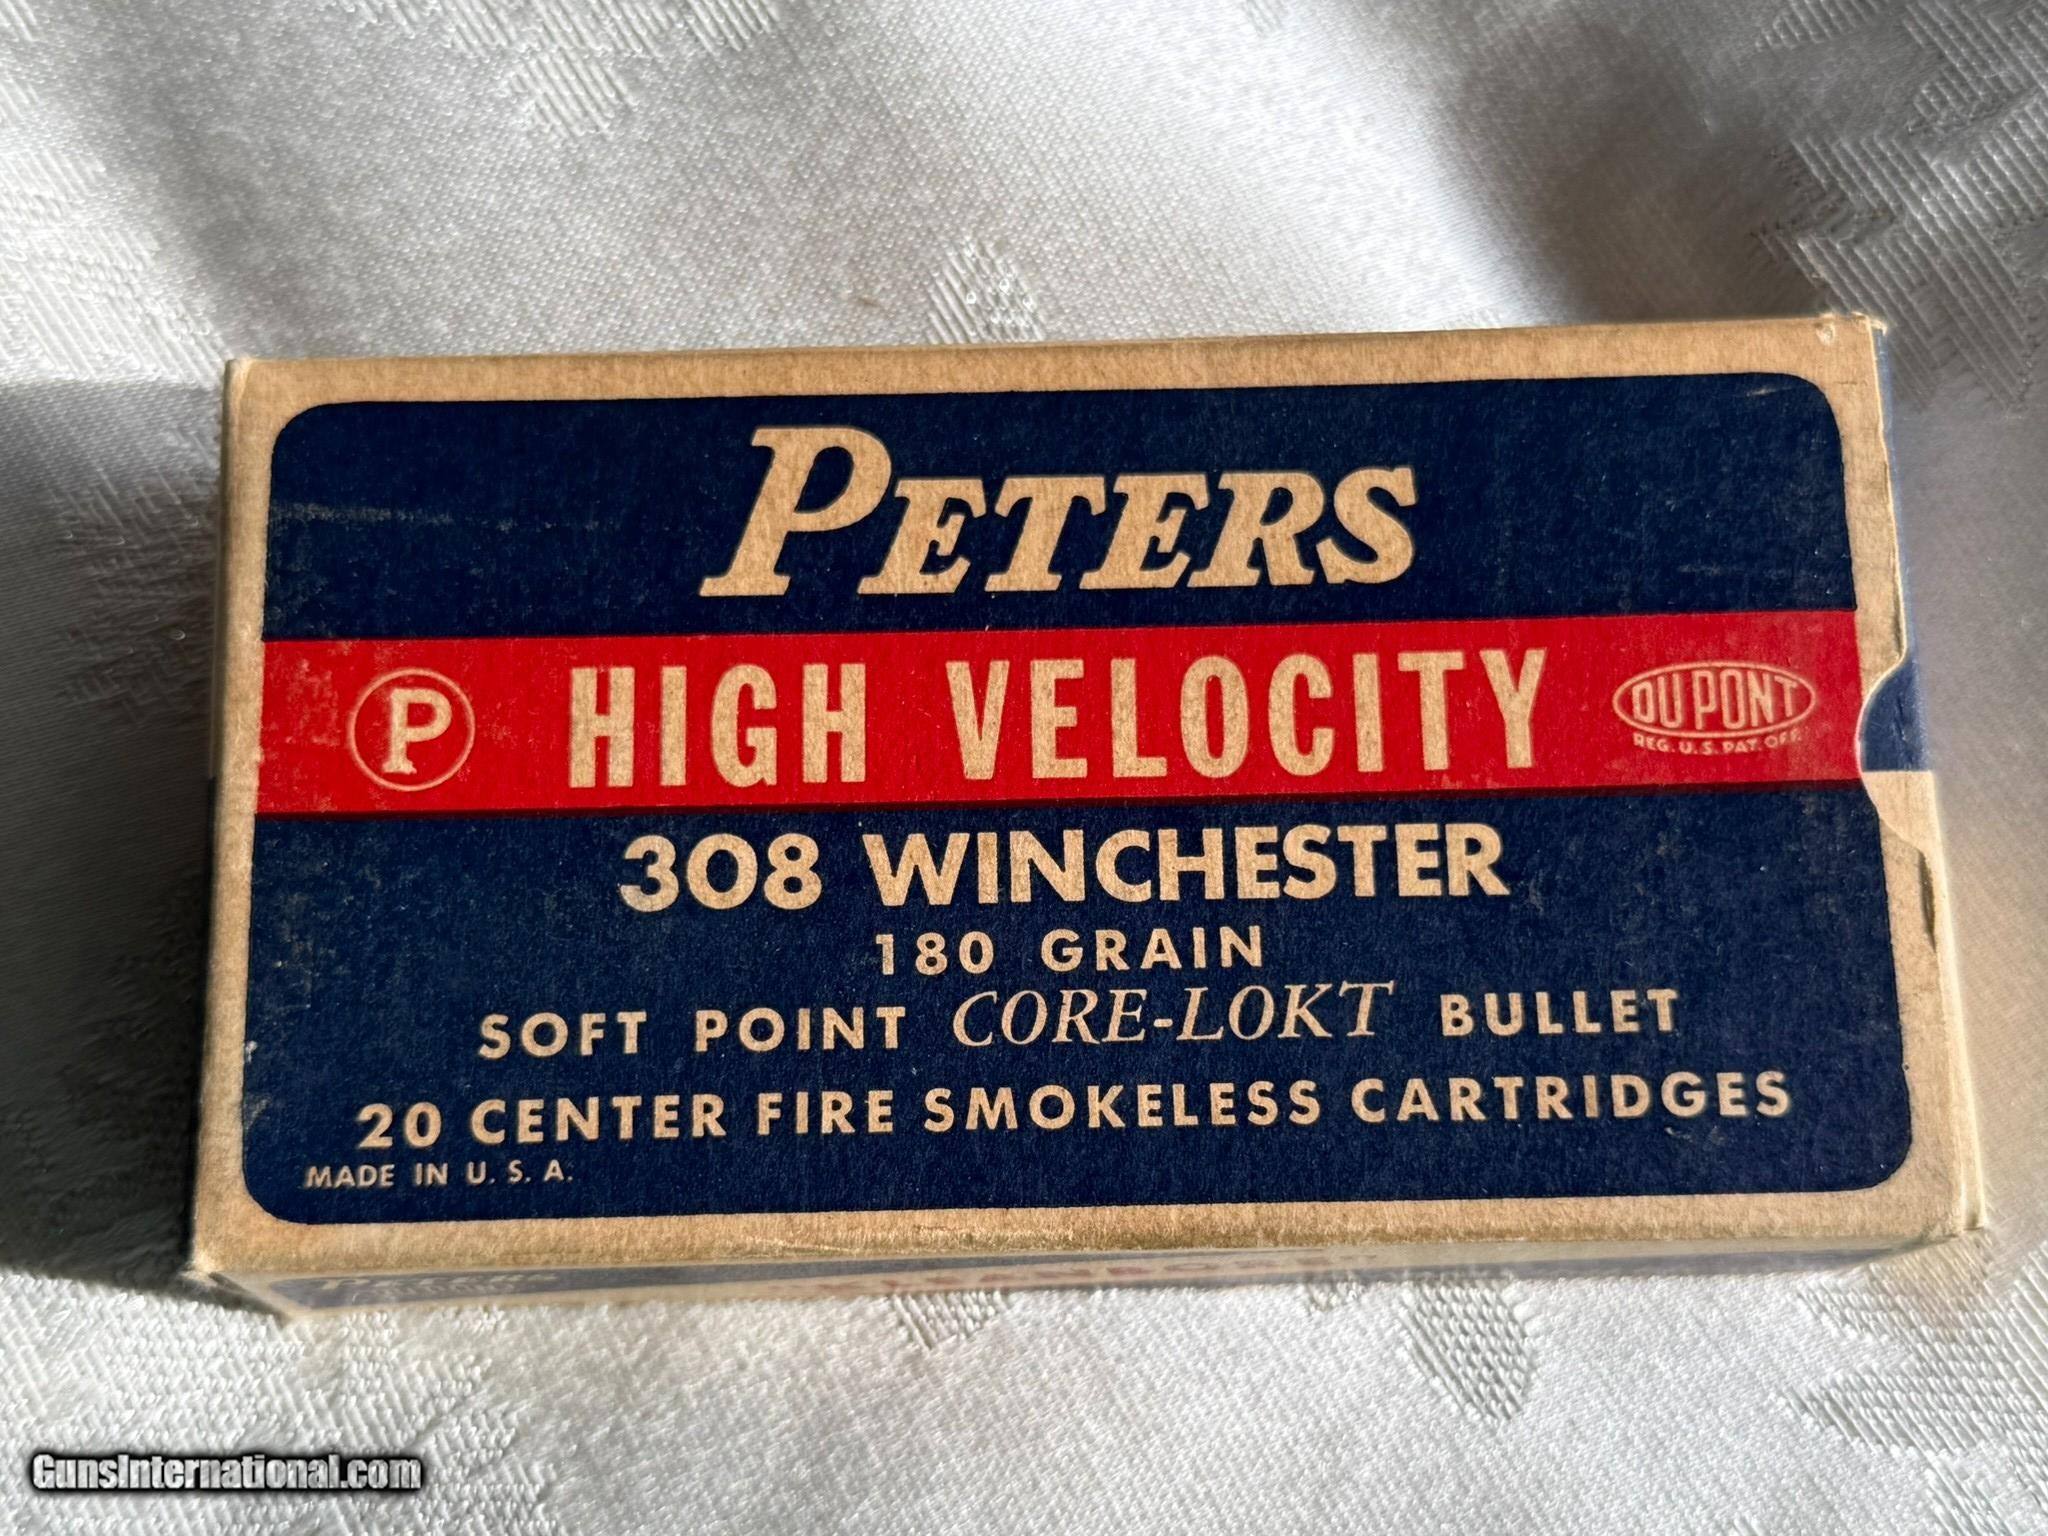 PETERS
P HIGH VELOCITY DU PONT
REG. U.S. PAT. OFF.
308 WINCHESTER
180 GRAIN
SOFT POINT CORE-LOKT BULLET
20 CENTER FIRE SMOKELESS CARTRIDGES
MADE IN U. S. A.
PETERS
GunsInternational.com